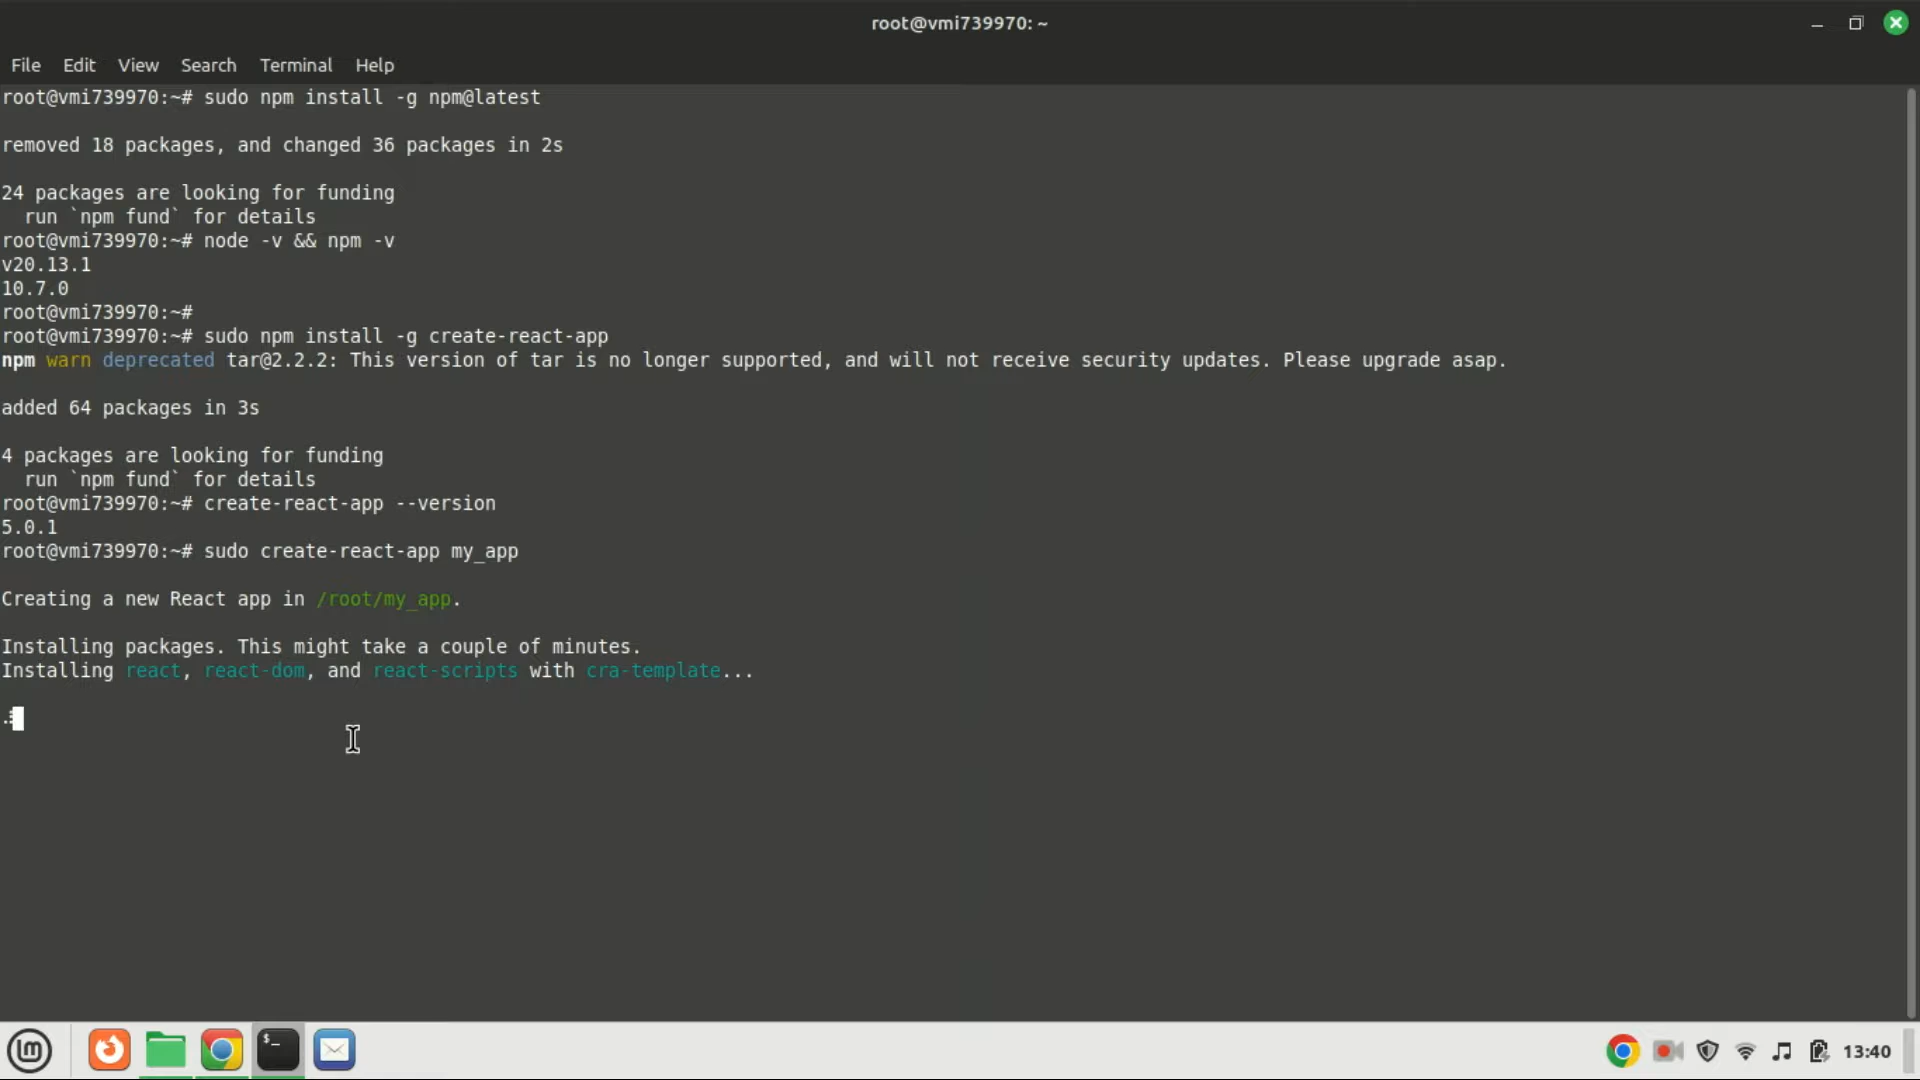 root@vmi739970: ~
File Edit View Search Terminal Help
root@vmi739970:~# sudo npm install -g npm@latest
removed 18 packages, and changed 36 packages in 2s
24 packages are looking for funding
  run `npm fund` for details
root@vmi739970:~# node -v && npm -v
v20.13.1
10.7.0
root@vmi739970:~#
root@vmi739970:~# sudo npm install -g create-react-app
npm warn deprecated tar@2.2.2: This version of tar is no longer supported, and will not receive security updates. Please upgrade asap.
added 64 packages in 3s
4 packages are looking for funding
  run `npm fund` for details
root@vmi739970:~# create-react-app --version
5.0.1
root@vmi739970:~# sudo create-react-app my_app
Creating a new React app in /root/my_app.
Installing packages. This might take a couple of minutes.
Installing react, react-dom, and react-scripts with cra-template...
$_
13:40